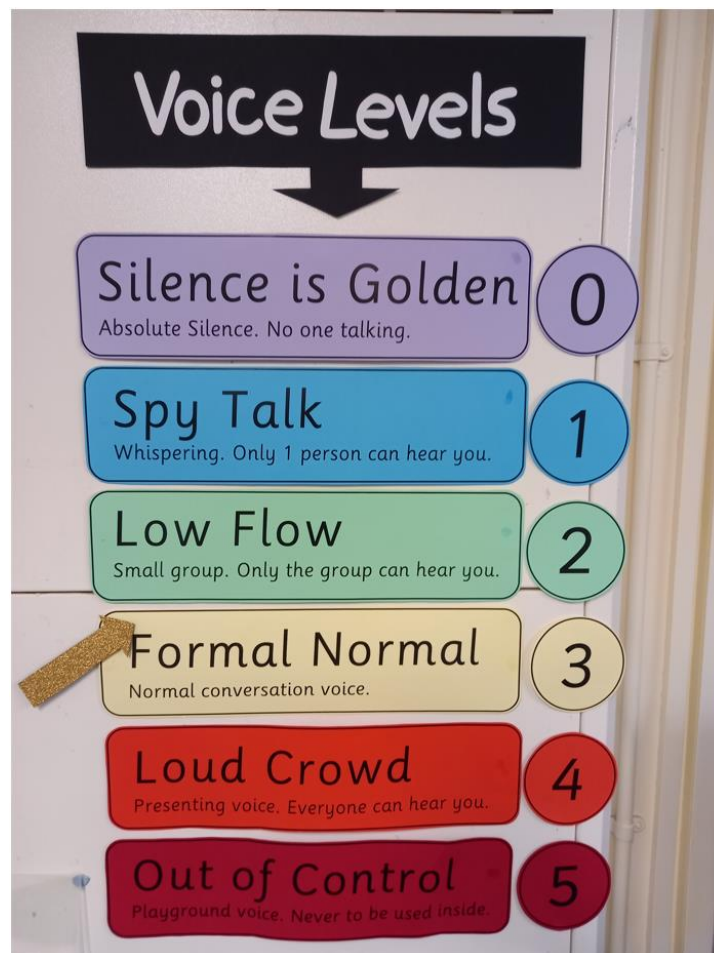 Voice Levels
Silence is Golden
Absolute Silence. No one talking.
0
Spy Talk
Whispering. Only 1 person can hear you.
1
Low Flow
Small group. Only the group can hear you.
2
Formal Normal
Normal conversation voice.
3
Loud Crowd
Presenting voice. Everyone can hear you.
4
Out of Control
Playground voice. Never to be used inside.
5